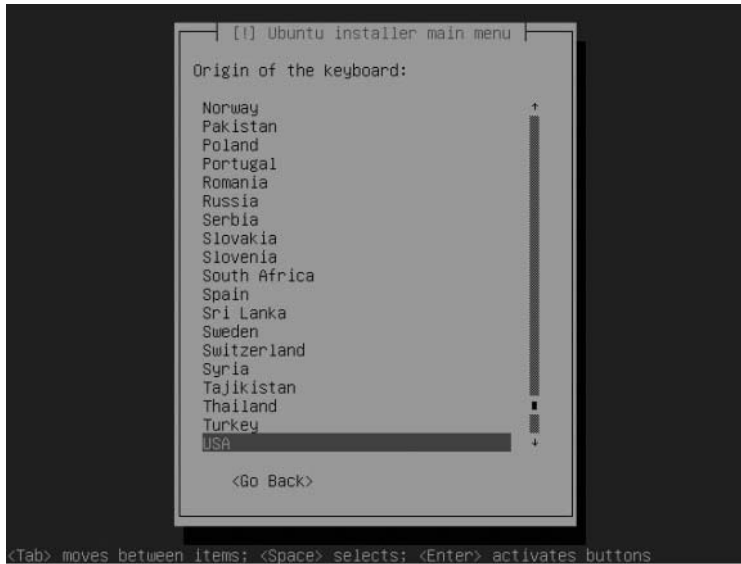 [!] Ubuntu installer main menu
Origin of the keyboard:
Norway
Pakistan
Poland
Portugal
Romania
Russia
Serbia
Slovakia
Slovenia
South Africa
Spain
Sri Lanka
Sweden
Switzerland
Syria
Tajikistan
Thailand
Turkey
USA
<Go Back>
<Tab> moves between items; <Space> selects; <Enter> activates buttons